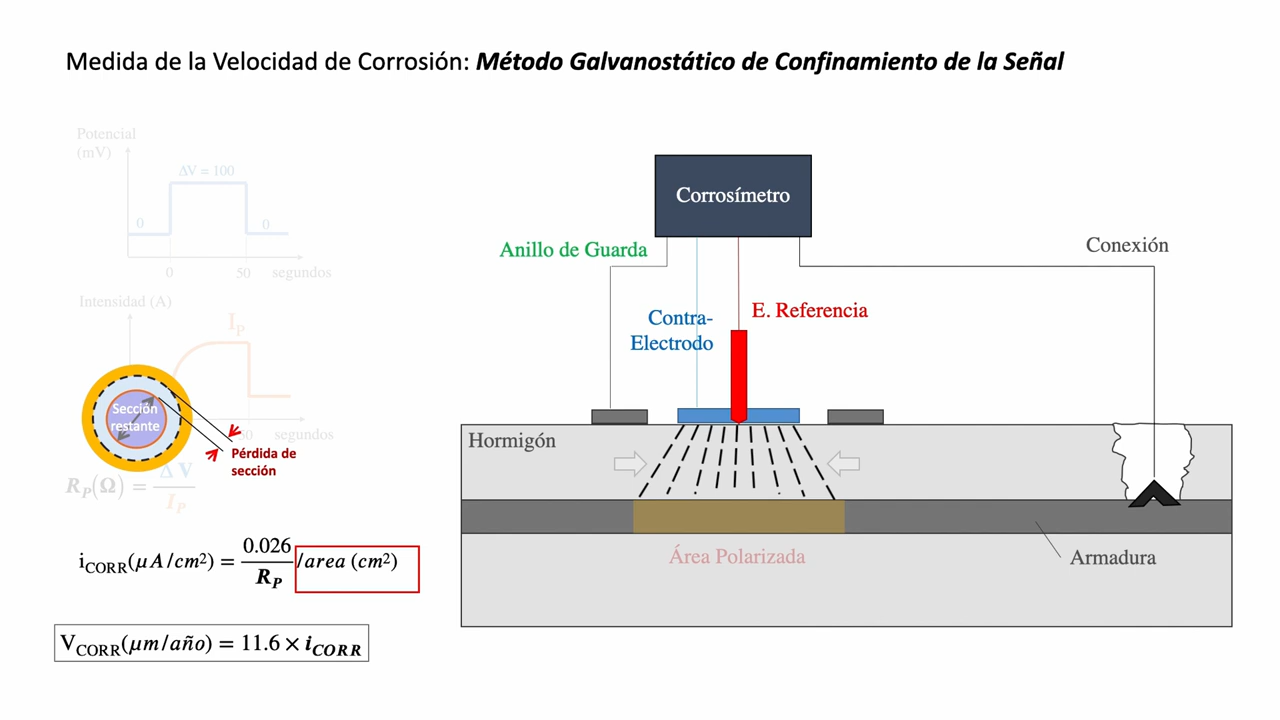 Medida de la Velocidad de Corrosión: Método Galvanostático de Confinamiento de la Señal
Potencial
(mV)
ΔV = 100
0
0
0
50
segundos
Intensidad (A)
I_P
50
segundos
Sección
restante
Pérdida de
sección
R_P(Ω) = Δ V / I_P
i_CORR(μA/cm²) = 0.026 / R_P /area (cm²)
V_CORR(μm/año) = 11.6 × i_CORR
Corrosímetro
Anillo de Guarda
Conexión
Contra-
Electrodo
E. Referencia
Hormigón
Área Polarizada
Armadura